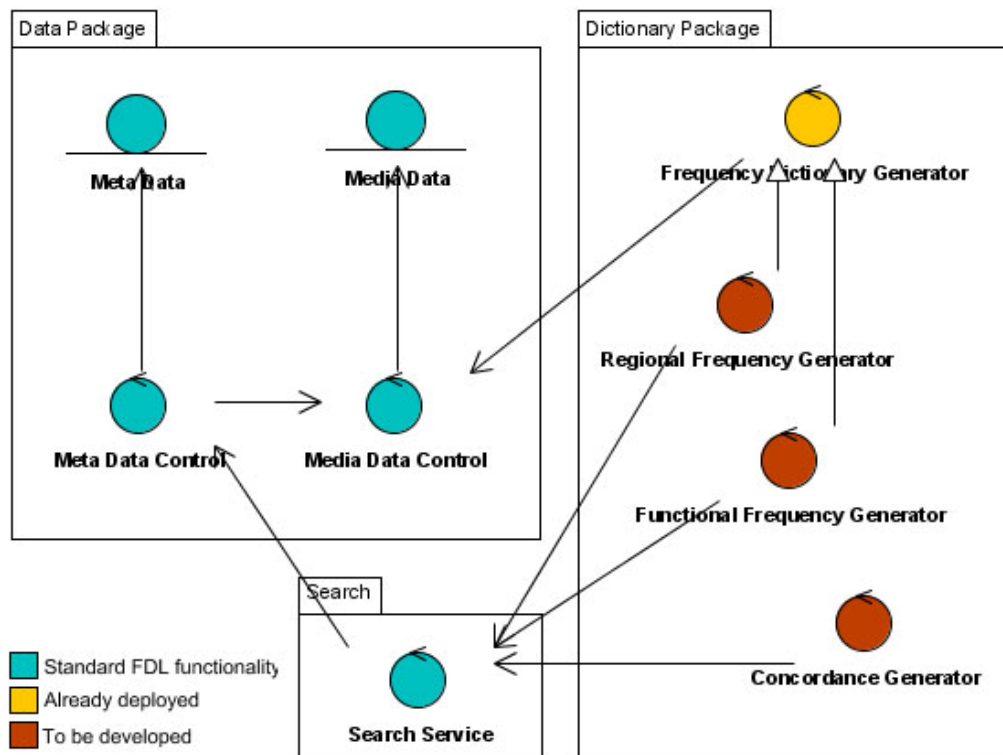 Data Package
Dictionary Package
Meta Data
Media Data
Frequency Dictionary Generator
Regional Frequency Generator
Meta Data Control
Media Data Control
Functional Frequency Generator
Search
Standard FDL functionality
Already deployed
To be developed
Search Service
Concordance Generator